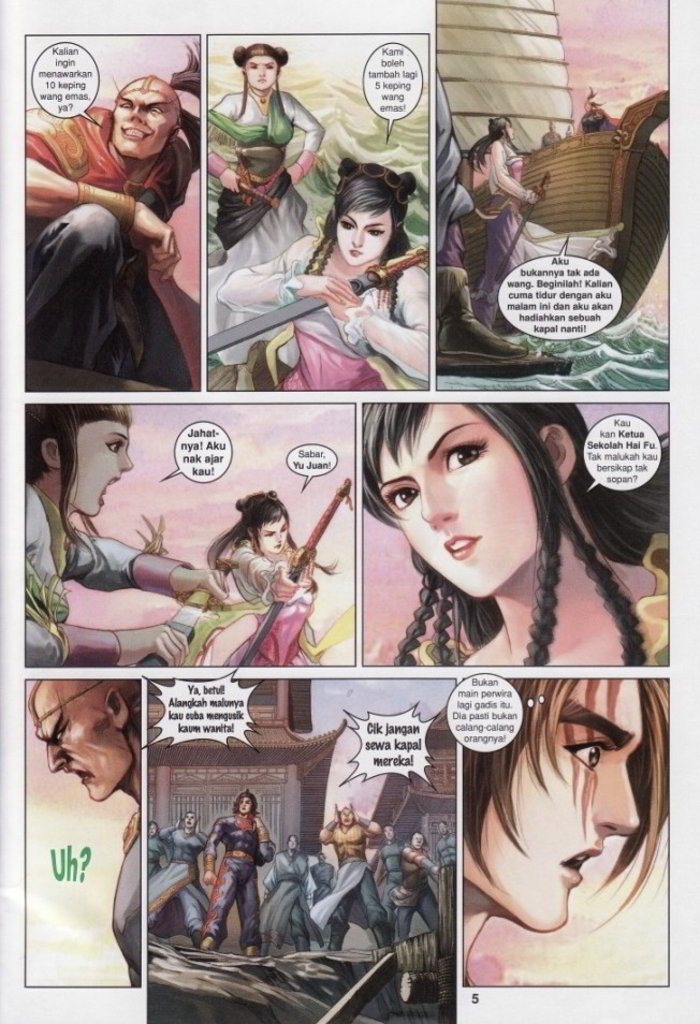 Kalian
ingin
menawarkan
10 keping
wang emas,
ya?
Kami
boleh
tambah lagi
5 keping
wang
emas!
Aku
bukannya tak ada
wang. Beginilah! Kalian
cuma tidur dengan aku
malam ini dan aku akan
hadiahkan sebuah
kapal nanti!
Jahat-
nya! Aku
nak ajar
kau!
Sabar,
Yu Juan!
Kau
kan Ketua
Sekolah Hai Fu.
Tak malukah kau
bersikap tak
sopan?
Uh?
Ya, betul!
Alangkah malunya
kau cuba mengusik
kaum wanita!
Cik jangan
sewa kapal
mereka!
Bukan
main perwira
lagi gadis itu.
Dia pasti bukan
calang-calang
orangnya!
5